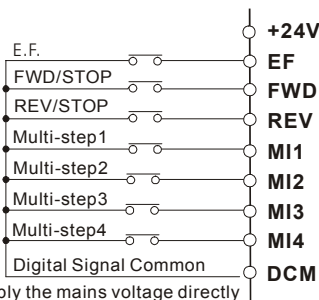 +24V
E.F.
EF
FWD/STOP
FWD
REV/STOP
REV
Multi-step1
MI1
Multi-step2
MI2
Multi-step3
MI3
Multi-step4
MI4
Digital Signal Common
DCM
the mains voltage directly